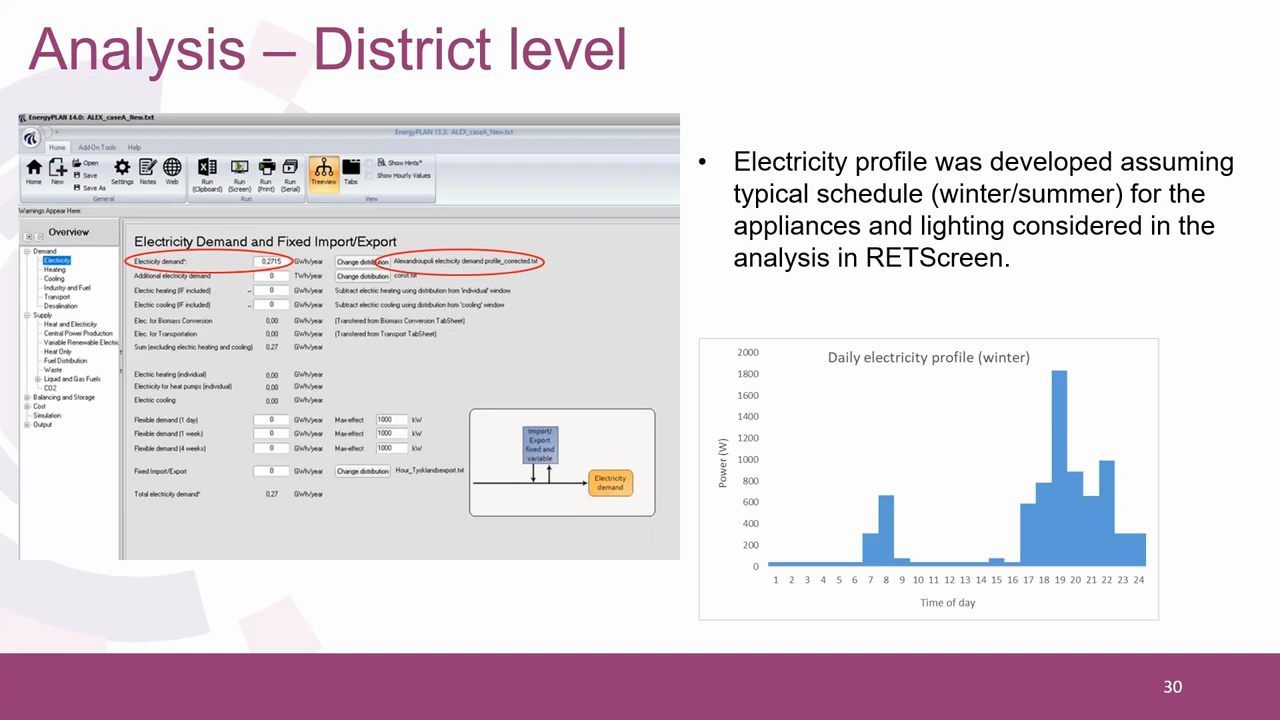 Analysis – District level
EnergyPLAN 14.0: ALEX_caseA_New.txt
EnergyPLAN 13.3: ALEX_caseA_New.txt
Home Add-On Tools Help
Home New Open Save Save As Settings Notes Web
General
Run (Clipboard) Run (Screen) Run (Print) Run (Serial)
Run
Treeview Tabs Show Hints* Show Hourly Values
View
Warnings Appear Here:
Overview
Demand
Electricity
Heating
Cooling
Industry and Fuel
Transport
Desalination
Supply
Heat and Electricity
Central Power Production
Variable Renewable Electric
Heat Only
Fuel Distribution
Waste
Liquid and Gas Fuels
CO2
Balancing and Storage
Cost
Simulation
Output
Electricity Demand and Fixed Import/Export
Electricity demand*: 0,2715 GWh/year Change distribution Alexandroupoli electricity demand profile_corrected.txt
Additional electricity demand 0 TWh/year Change distribution const.txt
Electric heating (IF included) – 0 GWh/year Subtract electric heating using distribution from 'individual' window
Electric cooling (IF included) – 0 GWh/year Subtract electric cooling using distribution from 'cooling' window
Elec. for Biomass Conversion 0,00 GWh/year (Transfered from Biomass Conversion TabSheet)
Elec. for Transportation 0,00 GWh/year (Transfered from Transport TabSheet)
Sum (excluding electric heating and cooling) 0,27 GWh/year
Electric heating (individual) 0,00 GWh/year
Electricity for heat pumps (individual) 0,00 GWh/year
Electric cooling 0,00 GWh/year
Flexible demand (1 day) 0 GWh/year Max-effect 1000 kW
Flexible demand (1 week) 0 GWh/year Max-effect 1000 kW
Flexible demand (4 weeks) 0 GWh/year Max-effect 1000 kW
Fixed Import/Export 0 GWh/year Change distribution Hour_Tysklandsexport.txt
Total electricity demand* 0,27 GWh/year
Import/
Export
fixed and
variable
Electricity
demand
• Electricity profile was developed assuming
typical schedule (winter/summer) for the
appliances and lighting considered in the
analysis in RETScreen.
Daily electricity profile (winter)
Power (W)
2000
1800
1600
1400
1200
1000
800
600
400
200
0
1 2 3 4 5 6 7 8 9 10 11 12 13 14 15 16 17 18 19 20 21 22 23 24
Time of day
30